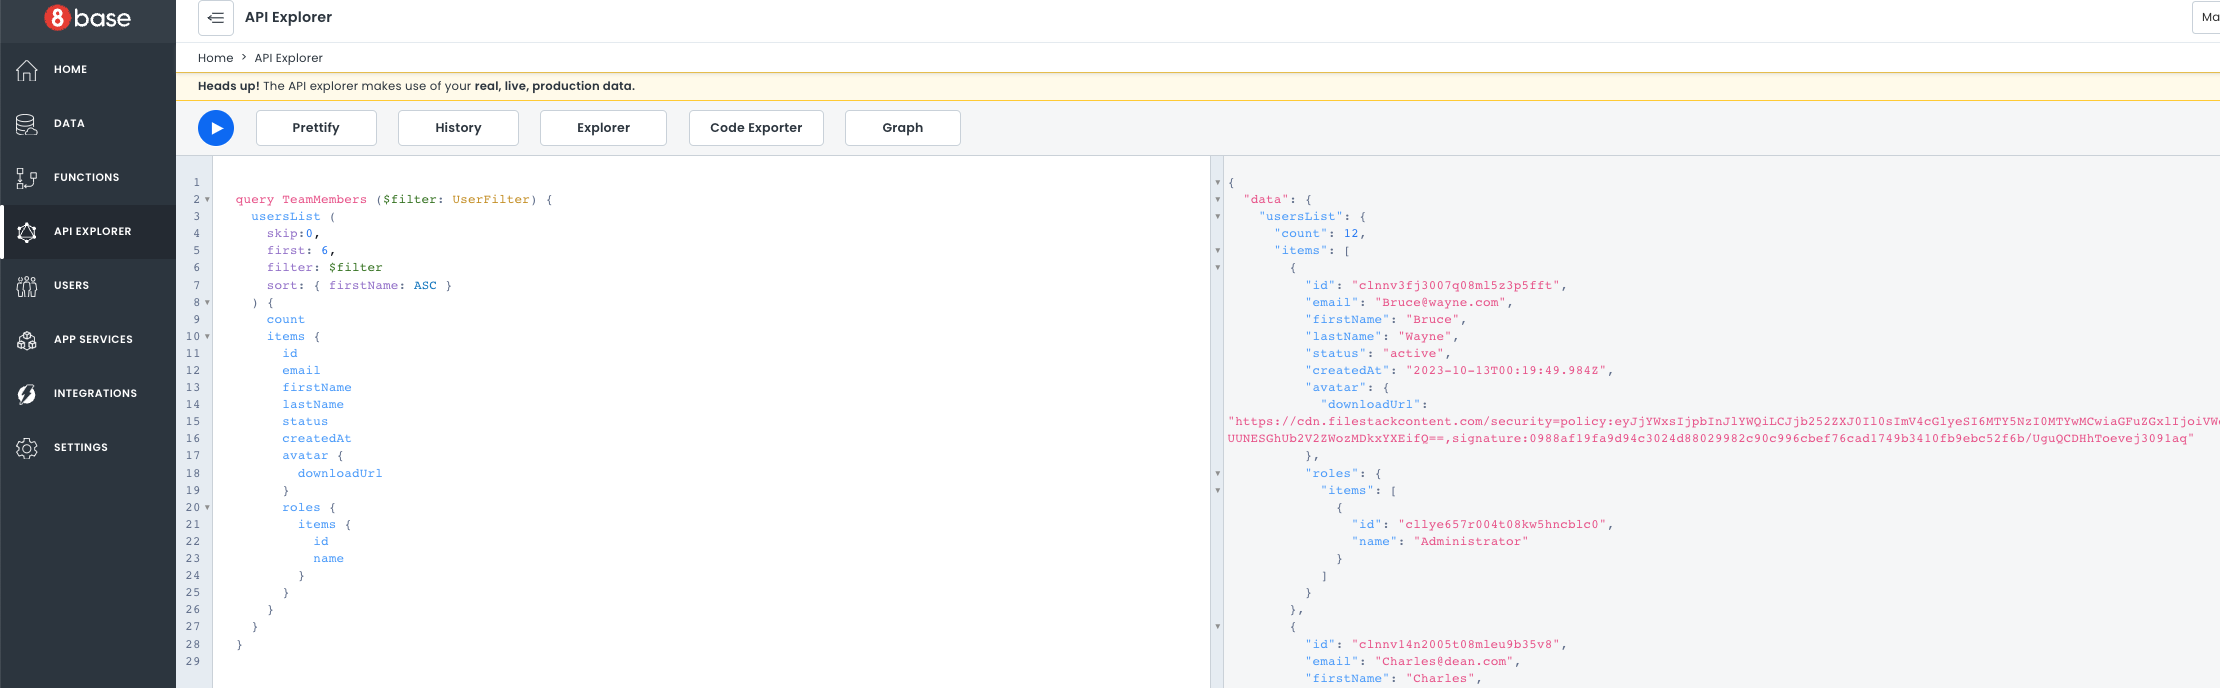 8 base
API Explorer
Ma
Home > API Explorer
Heads up! The API explorer makes use of your real, live, production data.
Prettify History Explorer Code Exporter Graph
HOME
DATA
FUNCTIONS
API EXPLORER
USERS
APP SERVICES
INTEGRATIONS
SETTINGS
1
2 query TeamMembers ($filter: UserFilter) {
3 usersList (
4 skip:0,
5 first: 6,
6 filter: $filter
7 sort: { firstName: ASC }
8 ) {
9 count
10 items {
11 id
12 email
13 firstName
14 lastName
15 status
16 createdAt
17 avatar {
18 downloadUrl
19 }
20 roles {
21 items {
22 id
23 name
24 }
25 }
26 }
27 }
28 }
29
{
"data": {
"usersList": {
"count": 12,
"items": [
{
"id": "clnnv3fj3007q08ml5z3p5fft",
"email": "Bruce@wayne.com",
"firstName": "Bruce",
"lastName": "Wayne",
"status": "active",
"createdAt": "2023-10-13T00:19:49.984Z",
"avatar": {
"downloadUrl":
"https://cdn.filestackcontent.com/security=policy:eyJjYWxsIjpbInJlYWQiLCJjb252ZXJ0Il0sImV4cGlyeSI6MTY5NzI0MTYwMCwiaGFuZGxlIjoiVW
UUNESGhUb2V2ZWozMDkxYXEifQ==,signature:0988af19fa9d94c3024d88029982c90c996cbef76cad1749b3410fb9ebc52f6b/UguQCDHhToevej3091aq"
},
"roles": {
"items": [
{
"id": "cllye657r004t08kw5hncblc0",
"name": "Administrator"
}
]
}
},
{
"id": "clnnv14n2005t08mleu9b35v8",
"email": "Charles@dean.com",
"firstName": "Charles",